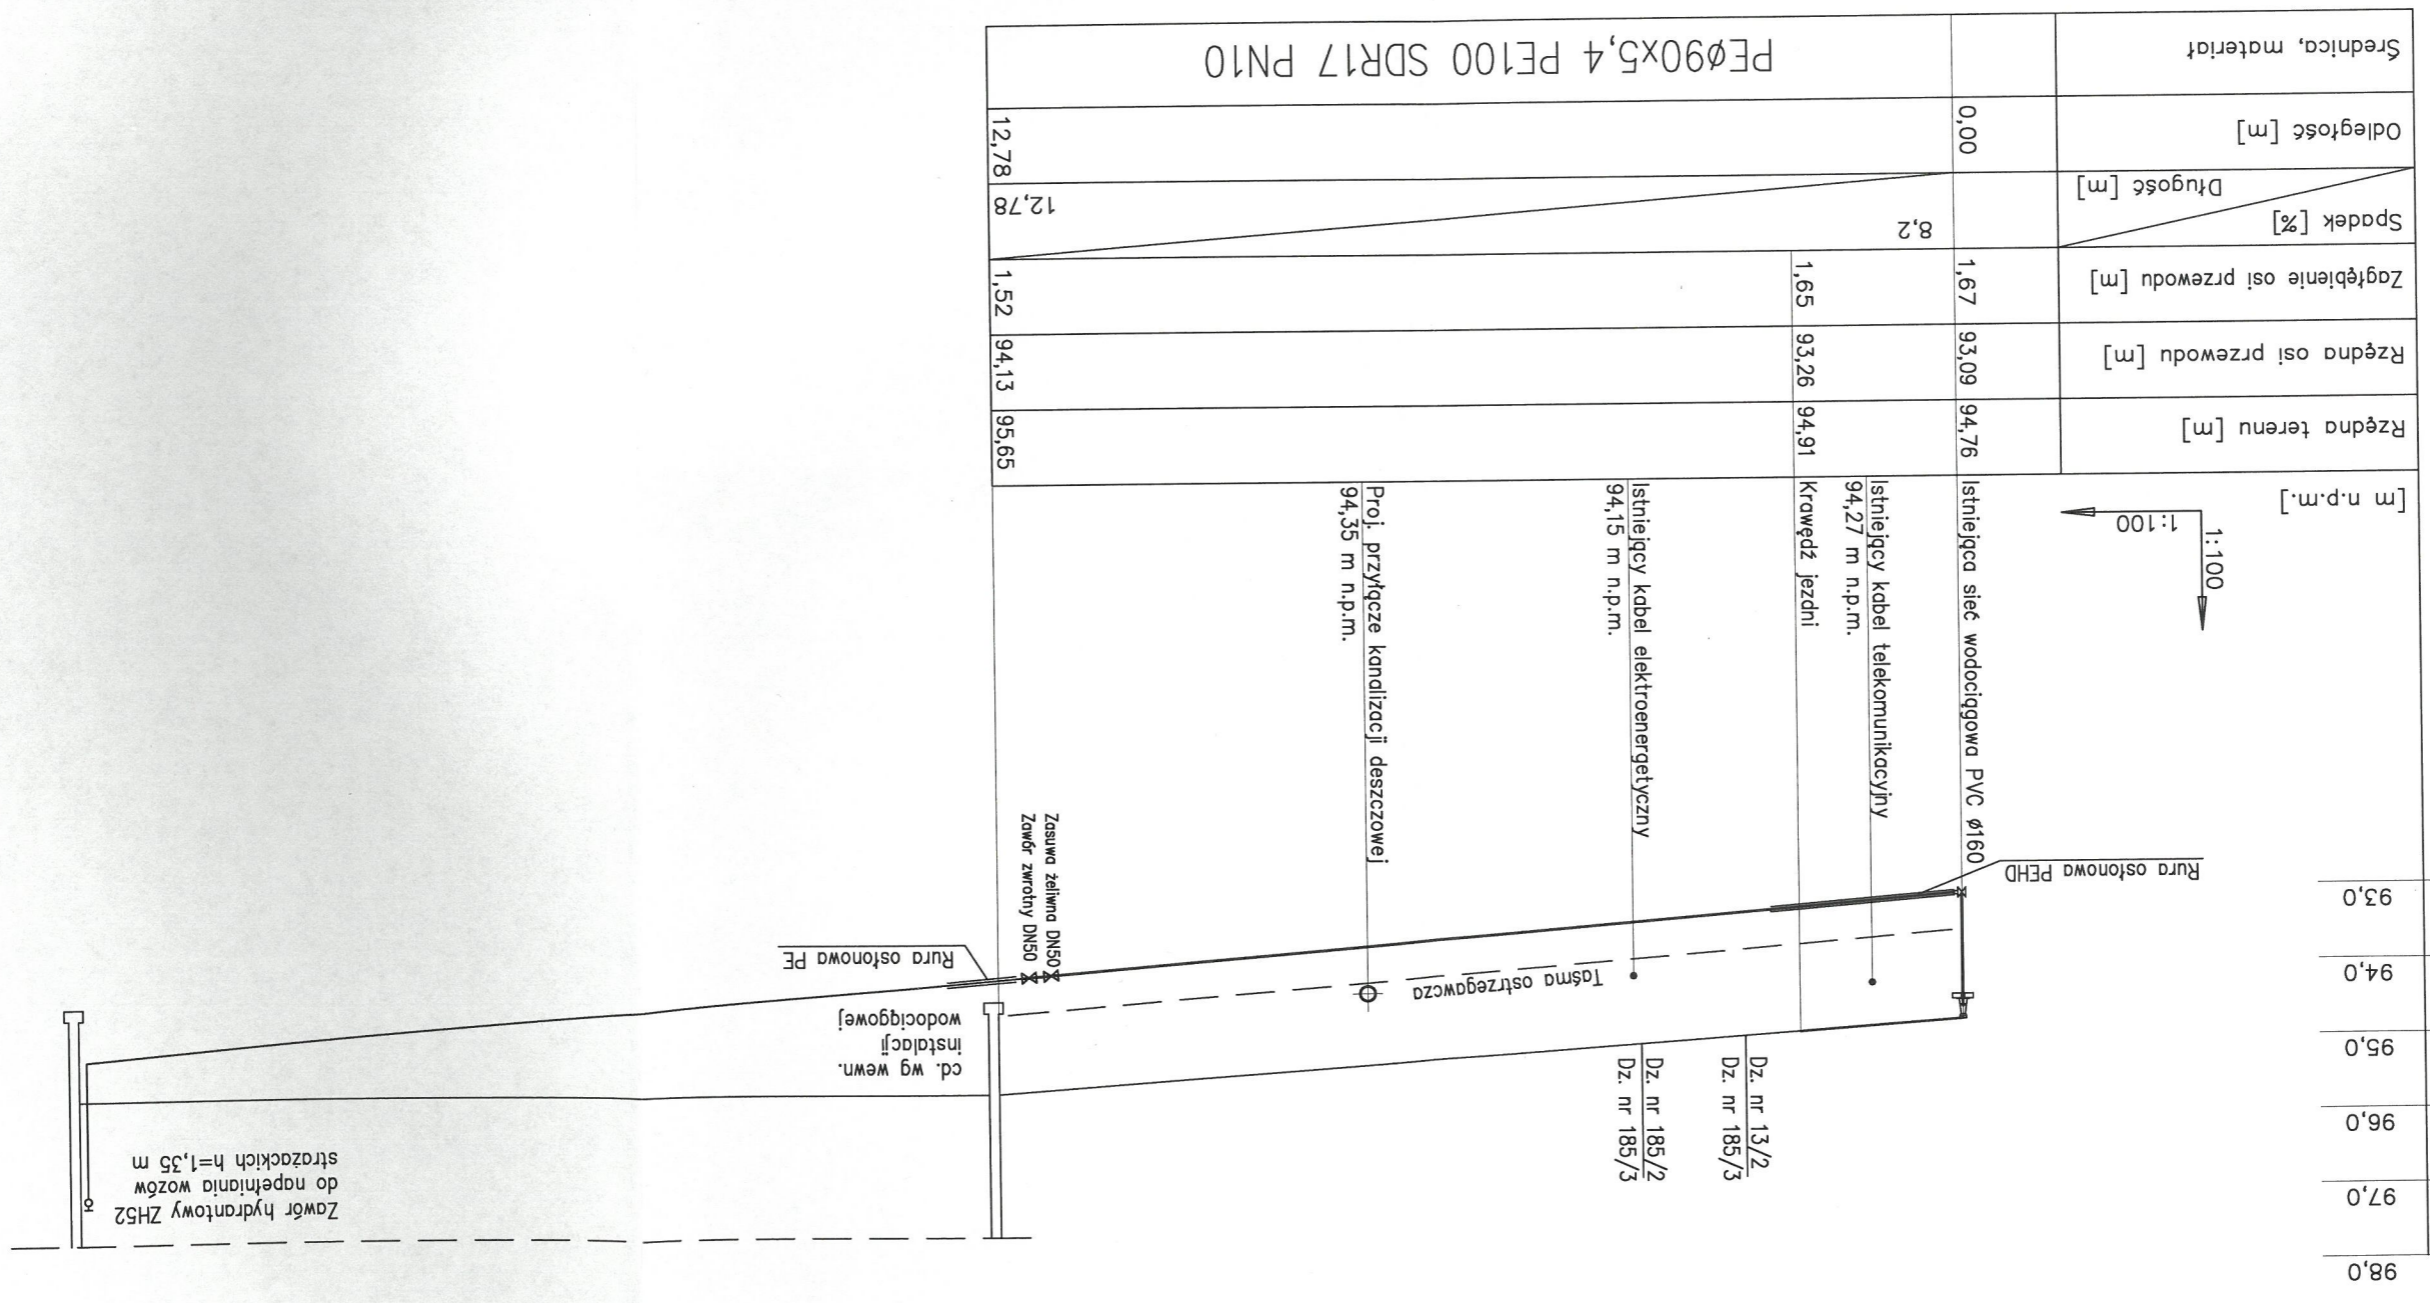 98,0
97,0
96,0
95,0
94,0
93,0
[m n.p.m.]
1:100
1:100
Zawór hydrantowy ZH52
do napełniania wozów
strażackich h=1,35 m
Dz. nr 13/2
Dz. nr 185/3
Dz. nr 185/2
Dz. nr 185/3
cd. wg wewn.
instalacji
wodociągowej
Taśma ostrzegawcza
Rura osłonowa PEHD
Rura osłonowa PE
Zasuwa żeliwna DN50
Zawór zwrotny DN50
Istniejąca sieć wodociągowa PVC ø160
Istniejący kabel telekomunikacyjny
94,27 m n.p.m.
Krawędź jezdni
Istniejący kabel elektroenergetyczny
94,15 m n.p.m.
Proj. przyłącze kanalizacji deszczowej
94,35 m n.p.m.
Rzędna terenu [m]
94,76
94,91
95,65
Rzędna osi przewodu [m]
93,09
93,26
94,13
Zagłębienie osi przewodu [m]
1,67
1,65
1,52
Spadek [%]
Długość [m]
8,2
12,78
Odległość [m]
0,00
12,78
Średnica, materiał
PEø90x5,4 PE100 SDR17 PN10